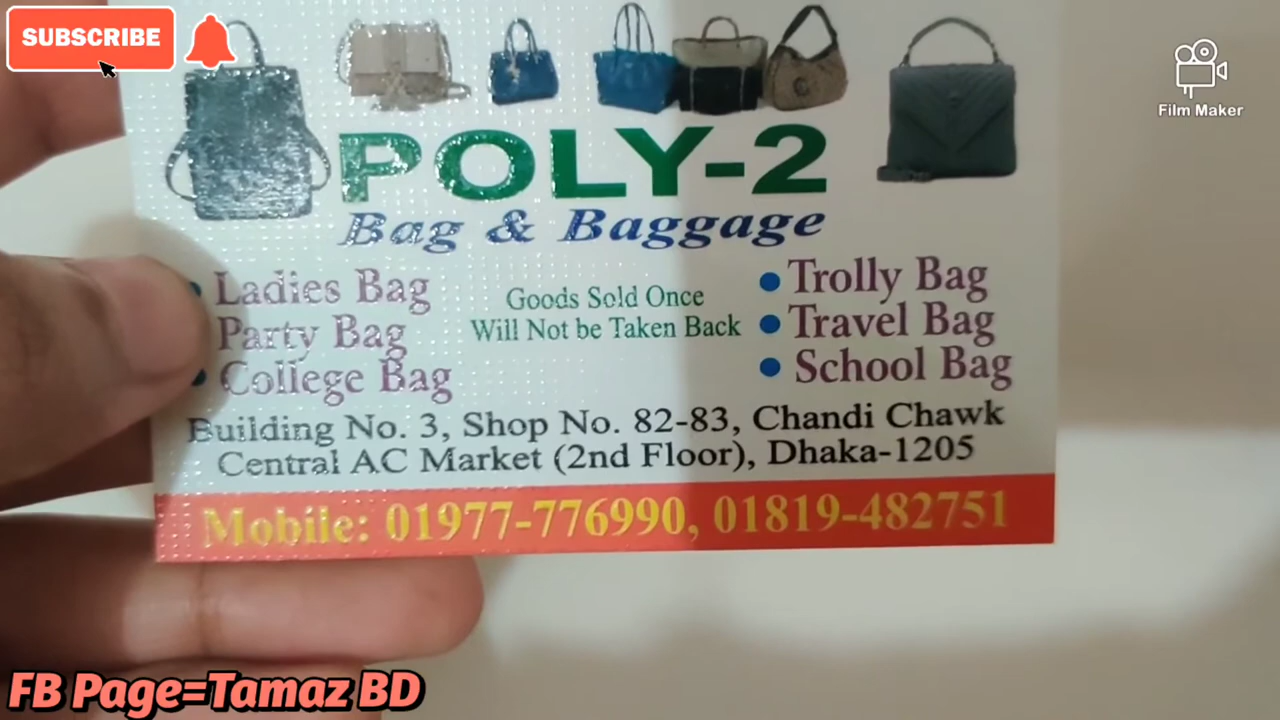 SUBSCRIBE
Film Maker
POLY-2
Bag & Baggage
Ladies Bag
Party Bag
College Bag
Goods Sold Once
Will Not be Taken Back
Trolly Bag
Travel Bag
School Bag
Building No. 3, Shop No. 82-83, Chandi Chawk
Central AC Market (2nd Floor), Dhaka-1205
Mobile: 01977-776990, 01819-482751
FB Page=Tamaz BD